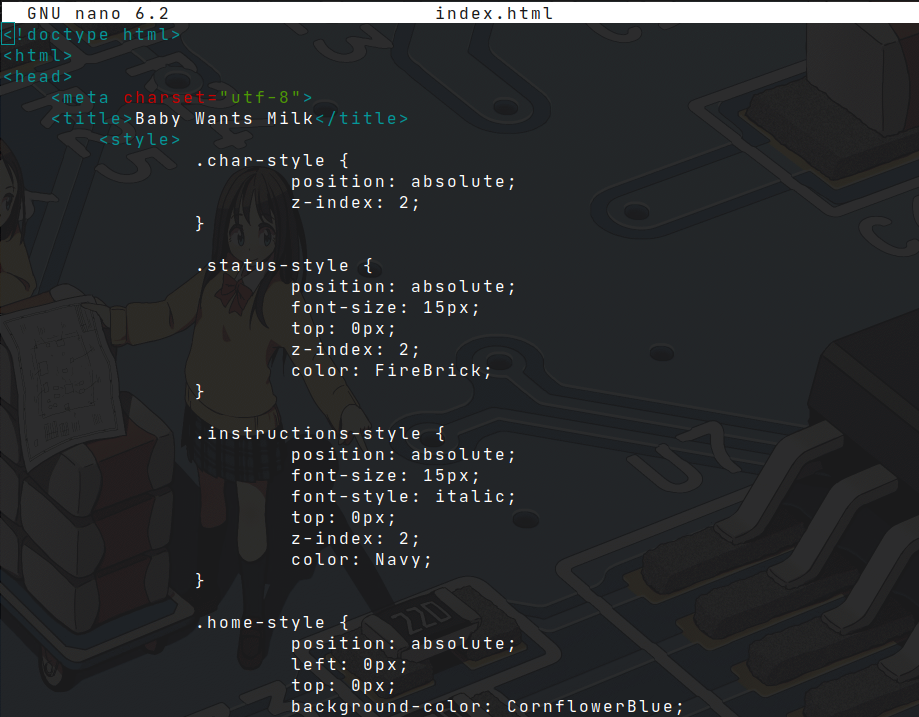 GNU nano 6.2 index.html
<!doctype html>
<html>
<head>
<meta charset="utf-8">
<title>Baby Wants Milk</title>
<style>
.char-style {
position: absolute;
z-index: 2;
}
.status-style {
position: absolute;
font-size: 15px;
top: 0px;
z-index: 2;
color: FireBrick;
}
.instructions-style {
position: absolute;
font-size: 15px;
font-style: italic;
top: 0px;
z-index: 2;
color: Navy;
}
.home-style {
position: absolute;
left: 0px;
top: 0px;
background-color: CornflowerBlue;
220